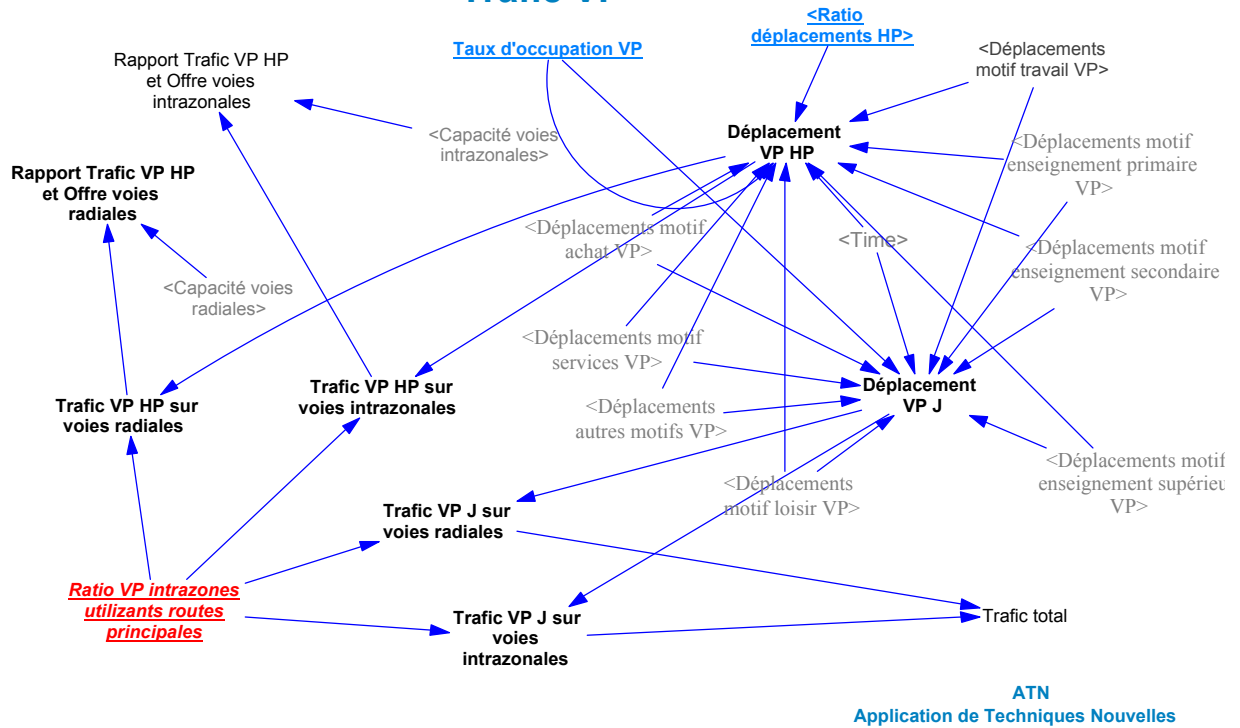 Trafic VP
<Ratio
déplacements HP>
Taux d'occupation VP
<Déplacements
motif travail VP>
Rapport Trafic VP HP
et Offre voies
intrazonales
<Capacité voies
intrazonales>
Déplacement
VP HP
<Déplacements motif
enseignement primaire
VP>
Rapport Trafic VP HP
et Offre voies
radiales
<Déplacements motif
achat VP>
<Time>
<Déplacements motif
enseignement secondaire
VP>
<Capacité voies
radiales>
<Déplacements motif
services VP>
Trafic VP HP sur
voies intrazonales
Déplacement
VP J
Trafic VP HP sur
voies radiales
<Déplacements
autres motifs VP>
<Déplacements motif
enseignement supérieu
VP>
<Déplacements
motif loisir VP>
Trafic VP J sur
voies radiales
Ratio VP intrazones
utilizants routes
principales
Trafic VP J sur
voies
intrazonales
Trafic total
ATN
Application de Techniques Nouvelles